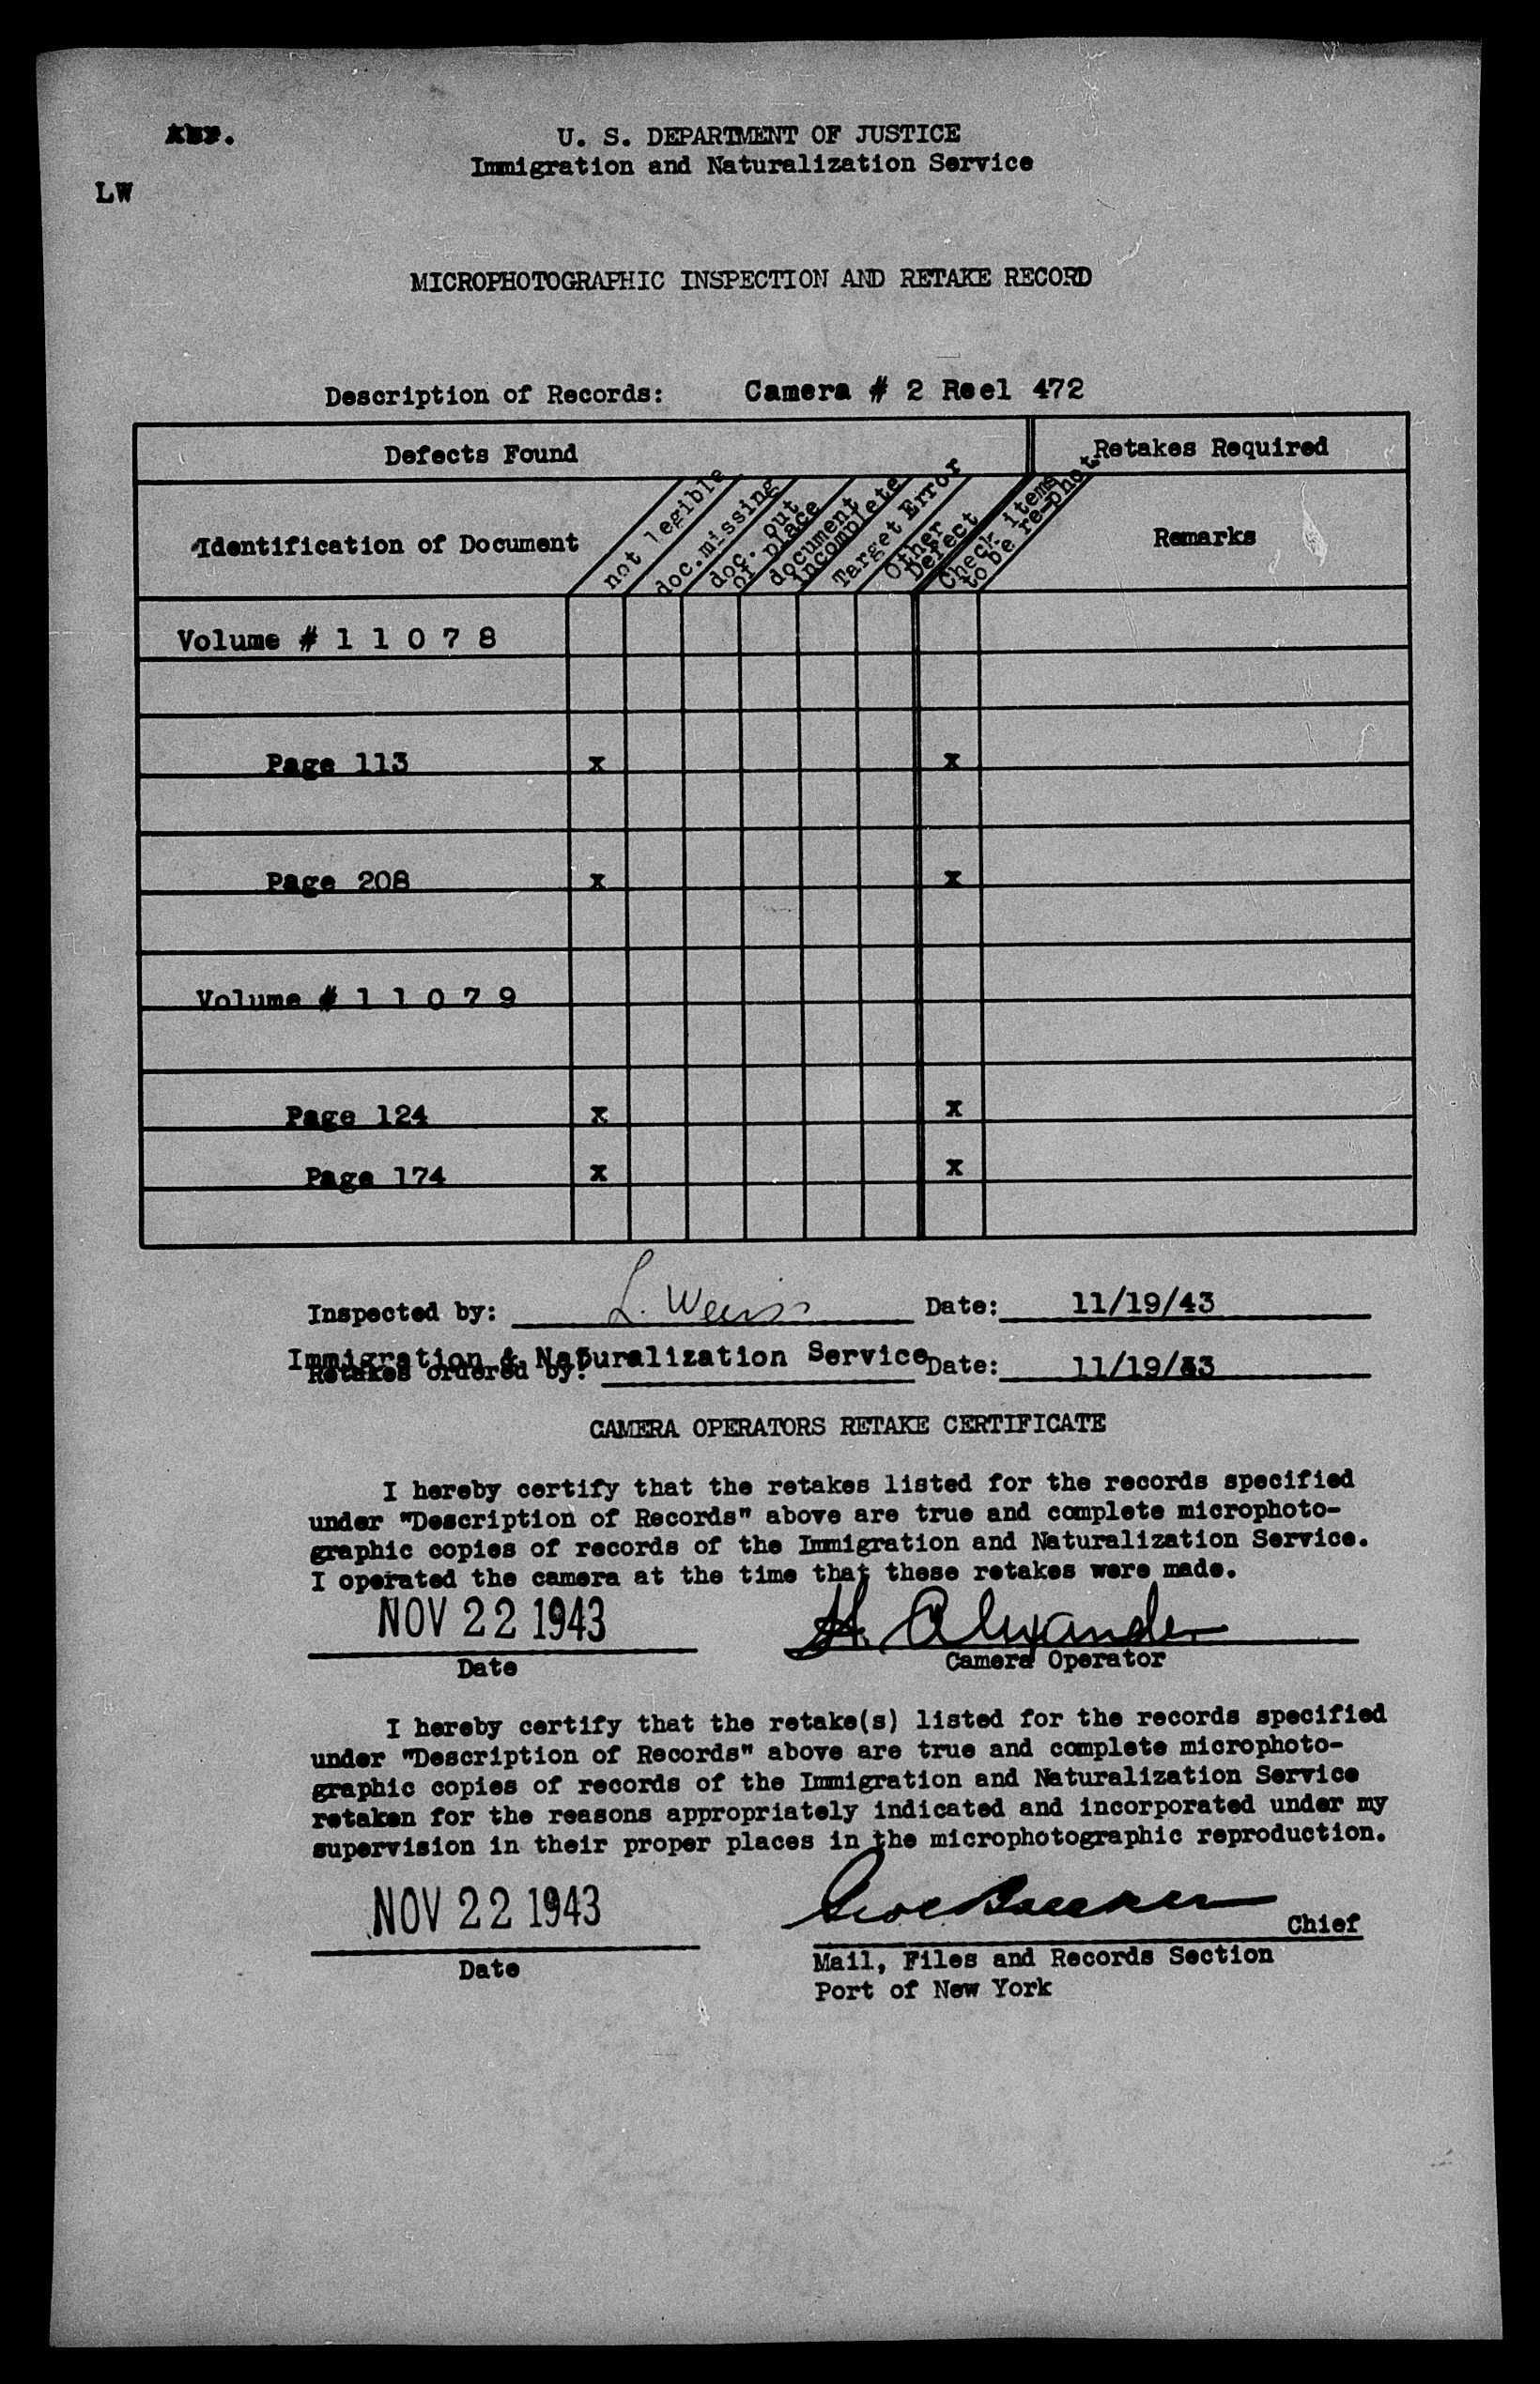 U. S. DEPARTMENT OF JUSTICE
Immigration and Naturalization Service
LW
MICROPHOTOGRAPHIC INSPECTION AND RETAKE RECORD
Description of Records: Camera # 2 Reel 472
Defects Found Retakes Required
Identification of Document
not legible
doc.missing
doc. out
of place
document
incomplete
Target Error
Other
Defect
Check items
to be re-phot
Remarks
Volume # 1 1 0 7 8
Page 113 x x
Page 208 x x
Volume # 1 1 0 7 9
Page 124 x x
Page 174 x x
Inspected by: L. Weiss Date: 11/19/43
Immigration & Naturalization Service
Retakes ordered by: Date: 11/19/43
CAMERA OPERATORS RETAKE CERTIFICATE
I hereby certify that the retakes listed for the records specified
under "Description of Records" above are true and complete microphoto-
graphic copies of records of the Immigration and Naturalization Service.
I operated the camera at the time that these retakes were made.
NOV 22 1943 H. Alexander
Date Camera Operator
I hereby certify that the retake(s) listed for the records specified
under "Description of Records" above are true and complete microphoto-
graphic copies of records of the Immigration and Naturalization Service
retaken for the reasons appropriately indicated and incorporated under my
supervision in their proper places in the microphotographic reproduction.
NOV 22 1943 Chief
Date Mail, Files and Records Section
Port of New York